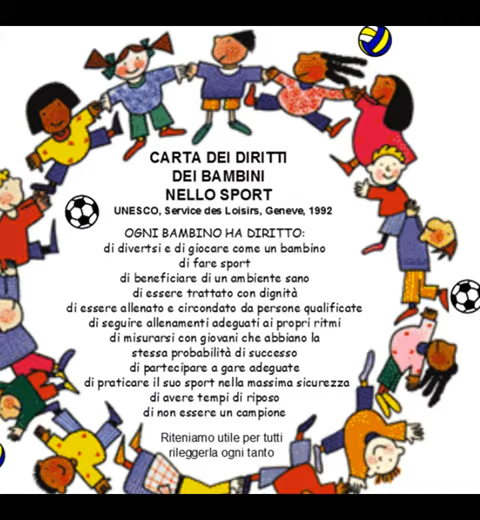 CARTA DEI DIRITTI
DEI BAMBINI
NELLO SPORT
UNESCO, Service des Loisirs, Geneve, 1992
OGNI BAMBINO HA DIRITTO:
di divertsi e di giocare come un bambino
di fare sport
di beneficiare di un ambiente sano
di essere trattato con dignità
di essere allenato e circondato da persone qualificate
di seguire allenamenti adeguati ai propri ritmi
di misurarsi con giovani che abbiano la
stessa probabilità di successo
di partecipare a gare adeguate
di praticare il suo sport nella massima sicurezza
di avere tempi di riposo
di non essere un campione
Riteniamo utile per tutti
rileggerla ogni tanto